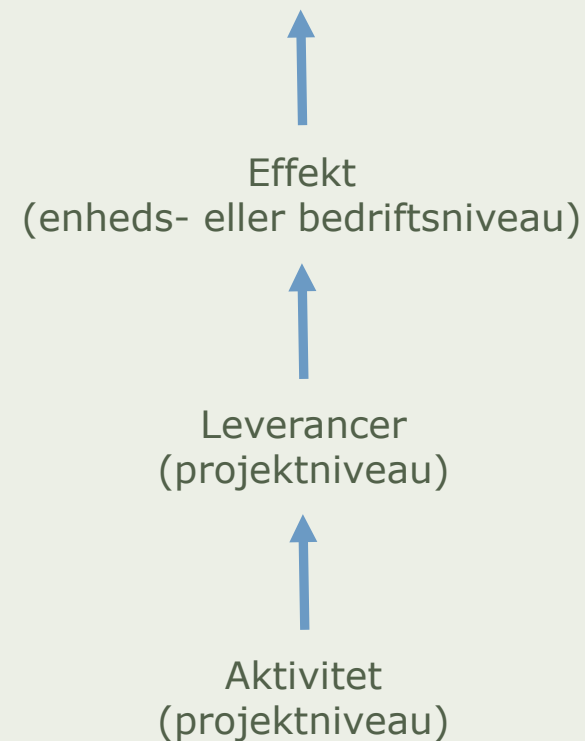 Effekt
(enheds- eller bedriftsniveau)
Leverancer
(projektniveau)
Aktivitet
(projektniveau)